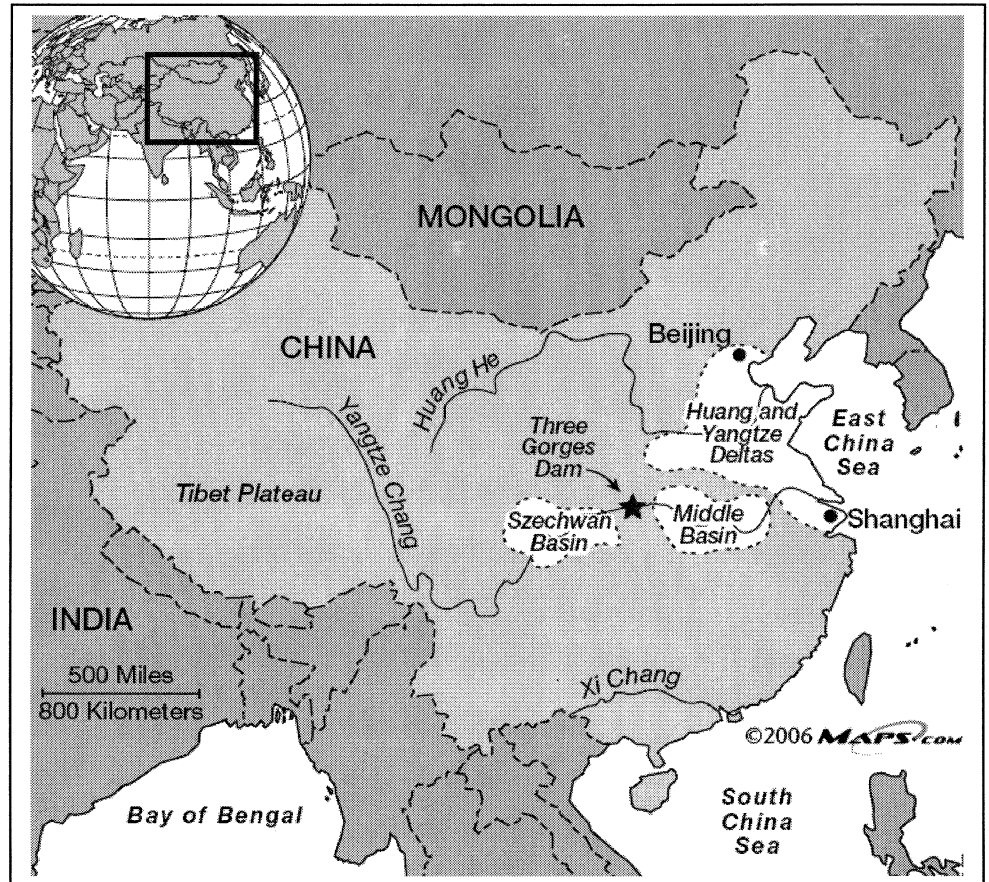 MONGOLIA
Beijing
CHINA
Huang He
Huang and
Yangtze
Deltas
East
China
Sea
Three
Gorges
Dam
Yangtze Chang
Tibet Plateau
Szechwan
Basin
Middle
Basin
Shanghai
INDIA
500 Miles
800 Kilometers
Xi Chang
©2006 MAPS.COM
Bay of Bengal
South
China
Sea